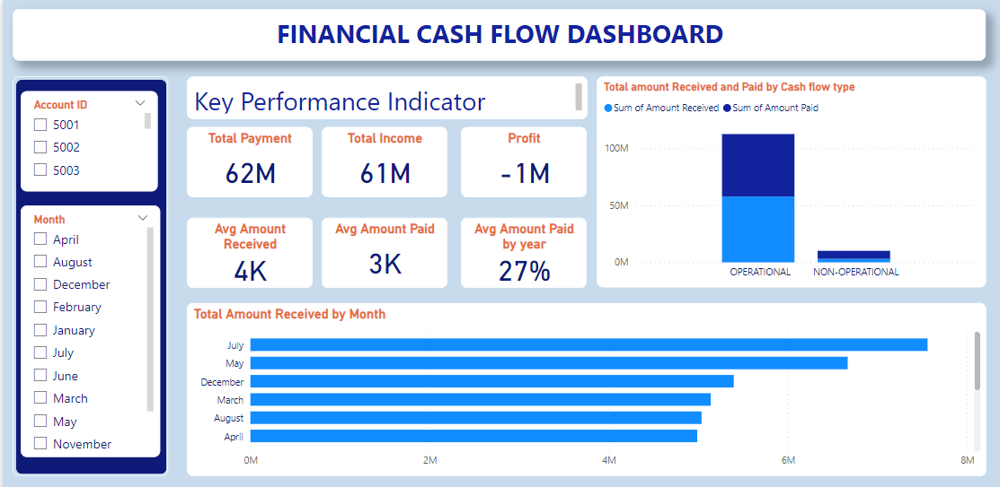 FINANCIAL CASH FLOW DASHBOARD
Account ID
5001
5002
5003
Month
April
August
December
February
January
July
June
March
May
November
Key Performance Indicator
Total Payment
62M
Total Income
61M
Profit
-1M
Avg Amount
Received
4K
Avg Amount Paid
3K
Avg Amount Paid
by year
27%
Total amount Received and Paid by Cash flow type
Sum of Amount Received Sum of Amount Paid
100M
50M
0M
OPERATIONAL NON-OPERATIONAL
Total Amount Received by Month
July
May
December
March
August
April
0M 2M 4M 6M 8M